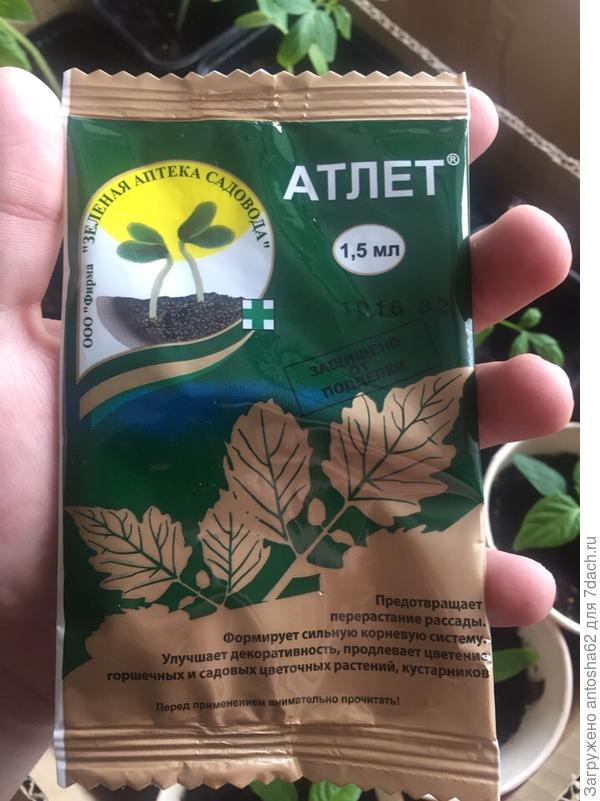 ООО "Фирма "ЗЕЛЕНАЯ АПТЕКА САДОВОДА"
АТЛЕТ®
1,5 мл
ЗАЩИЩЕНО
ОТ
ПОДДЕЛКИ
Предотвращает
перерастание рассады.
Формирует сильную корневую систему.
Улучшает декоративность, продлевает цветение
горшечных и садовых цветочных растений, кустарников
Перед применением внимательно прочитать!
Загружено antosha62 для 7dach.ru